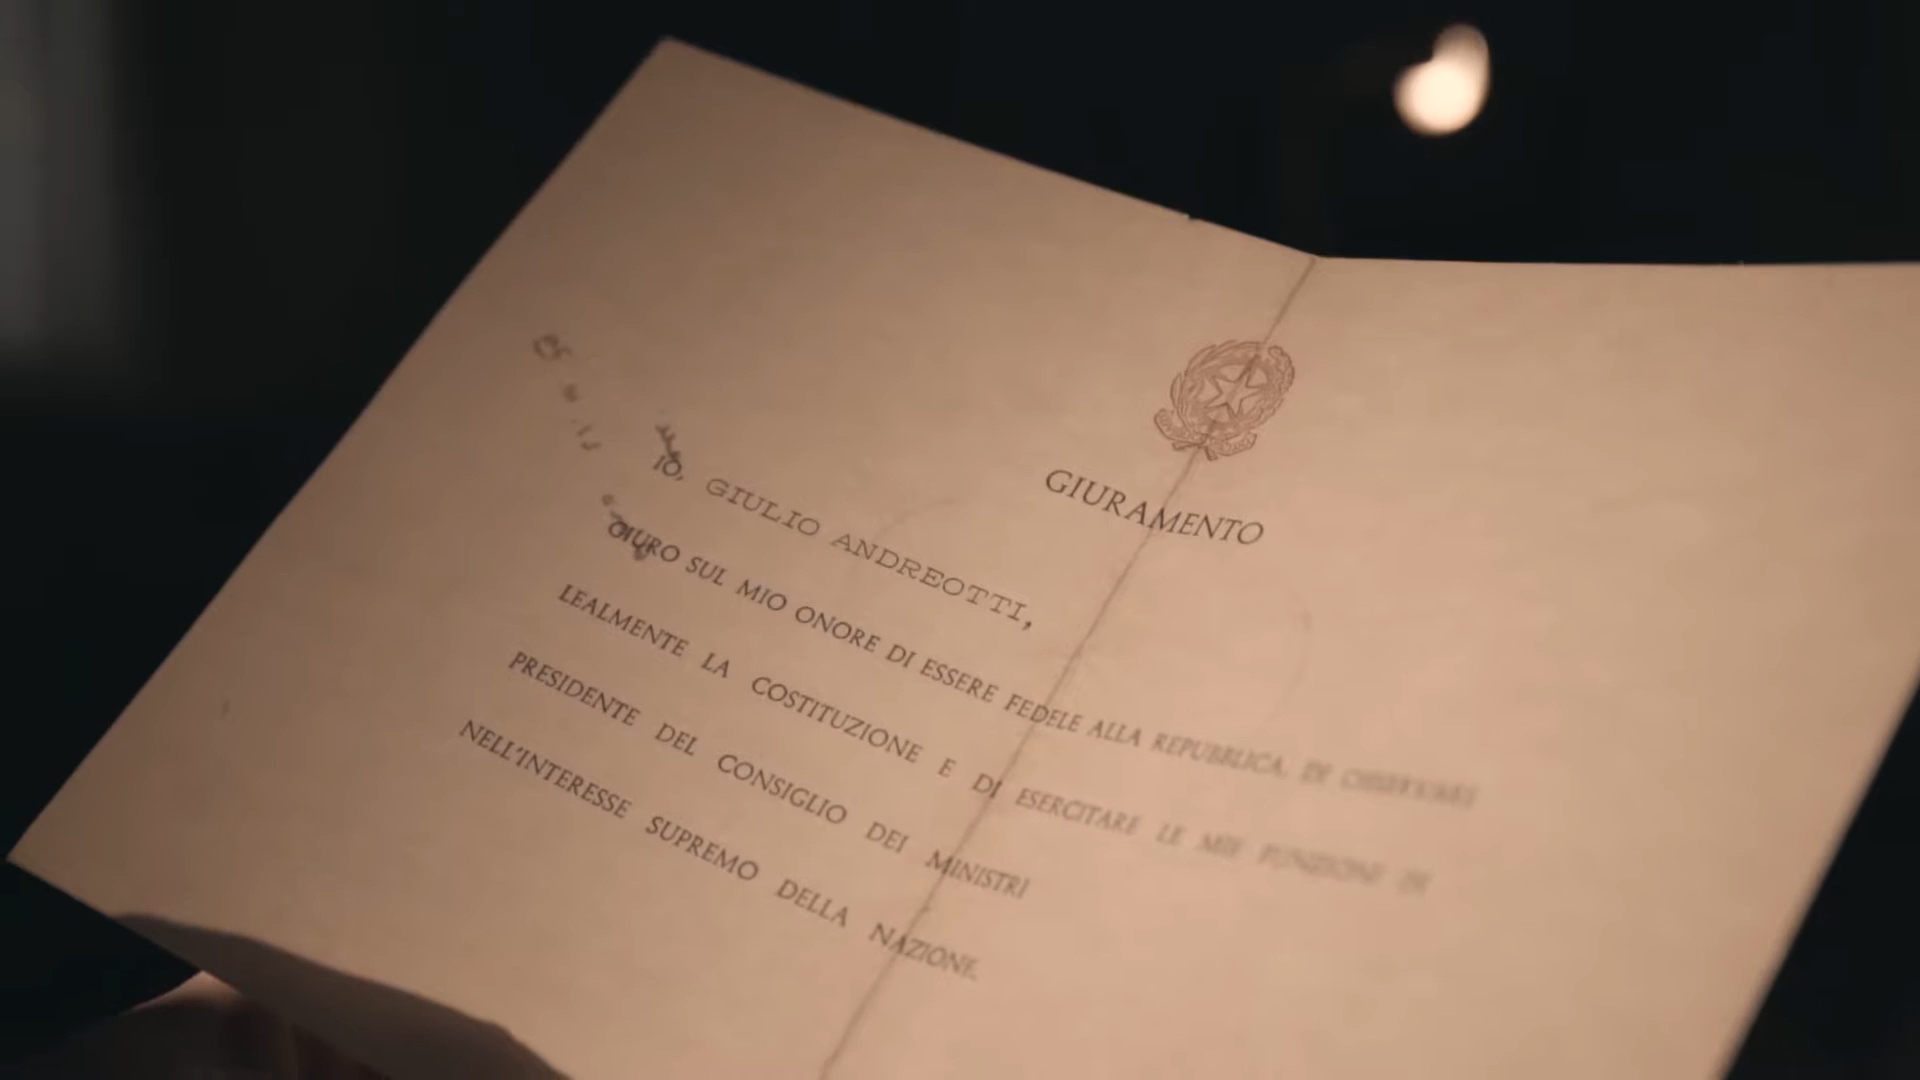 GIURAMENTO
IO, GIULIO ANDREOTTI,
GIURO SUL MIO ONORE DI ESSERE FEDELE ALLA REPUBBLICA, DI OSSERVARE
LEALMENTE LA COSTITUZIONE E DI ESERCITARE LE MIE FUNZIONI DI
PRESIDENTE DEL CONSIGLIO DEI MINISTRI
NELL'INTERESSE SUPREMO DELLA NAZIONE.